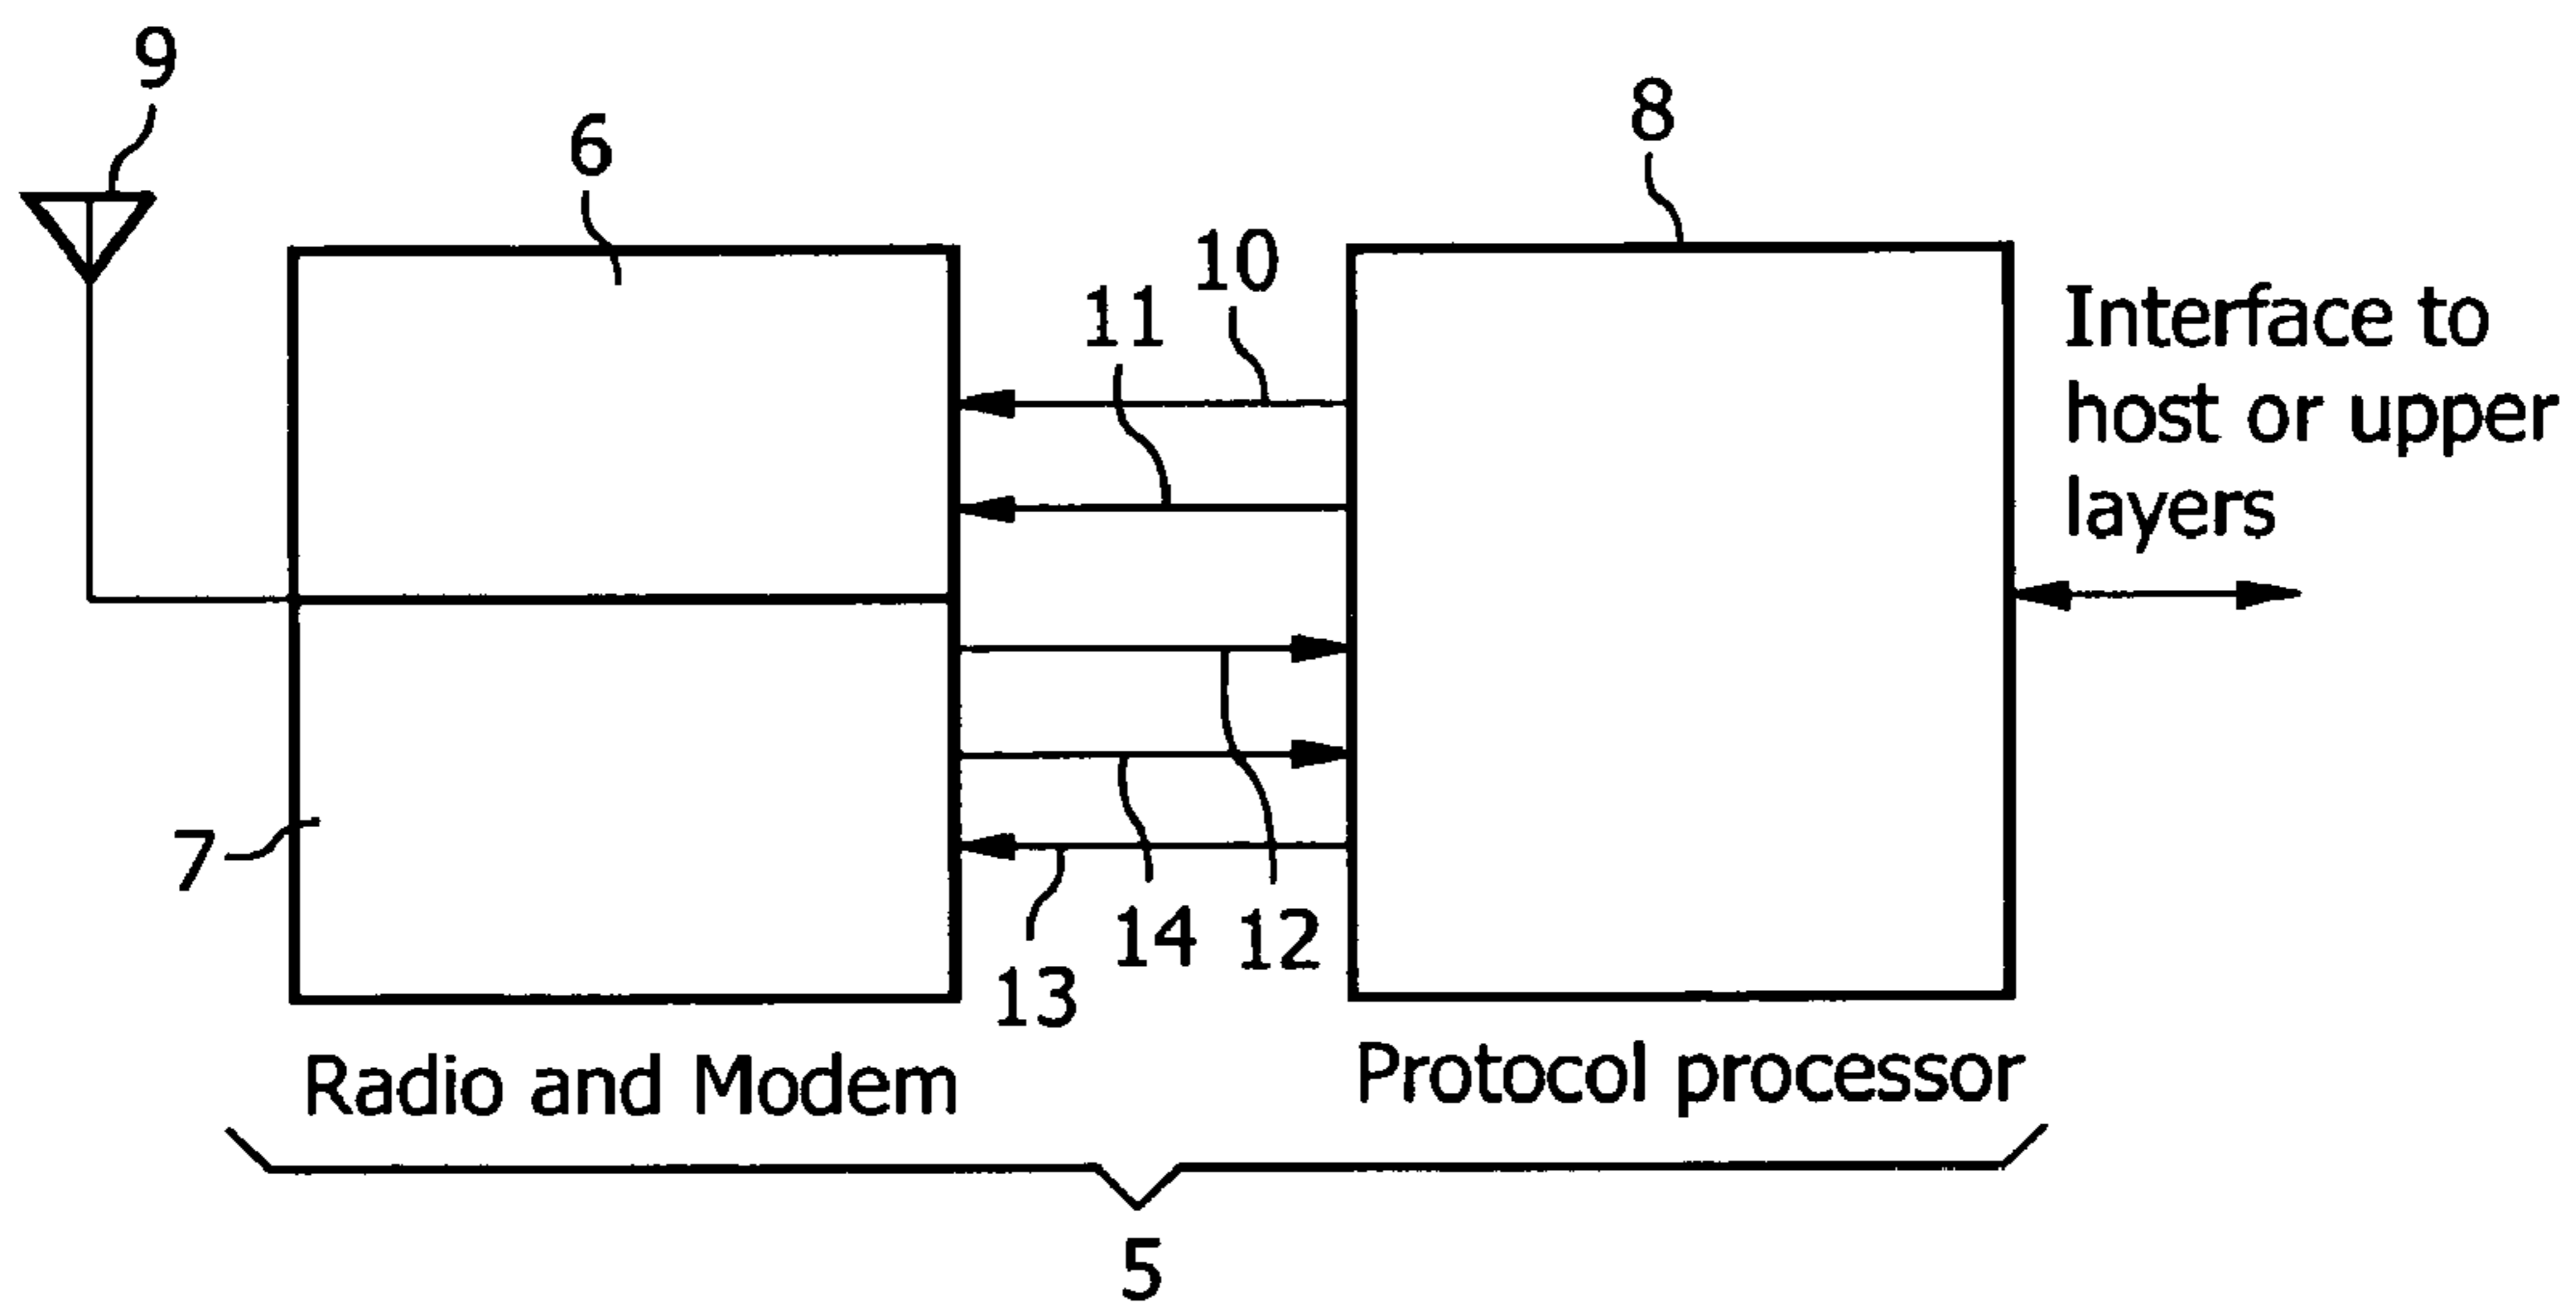 9
6
8
10
11
Interface to
host or upper
layers
7
14
12
13
Radio and Modem
Protocol processor
5